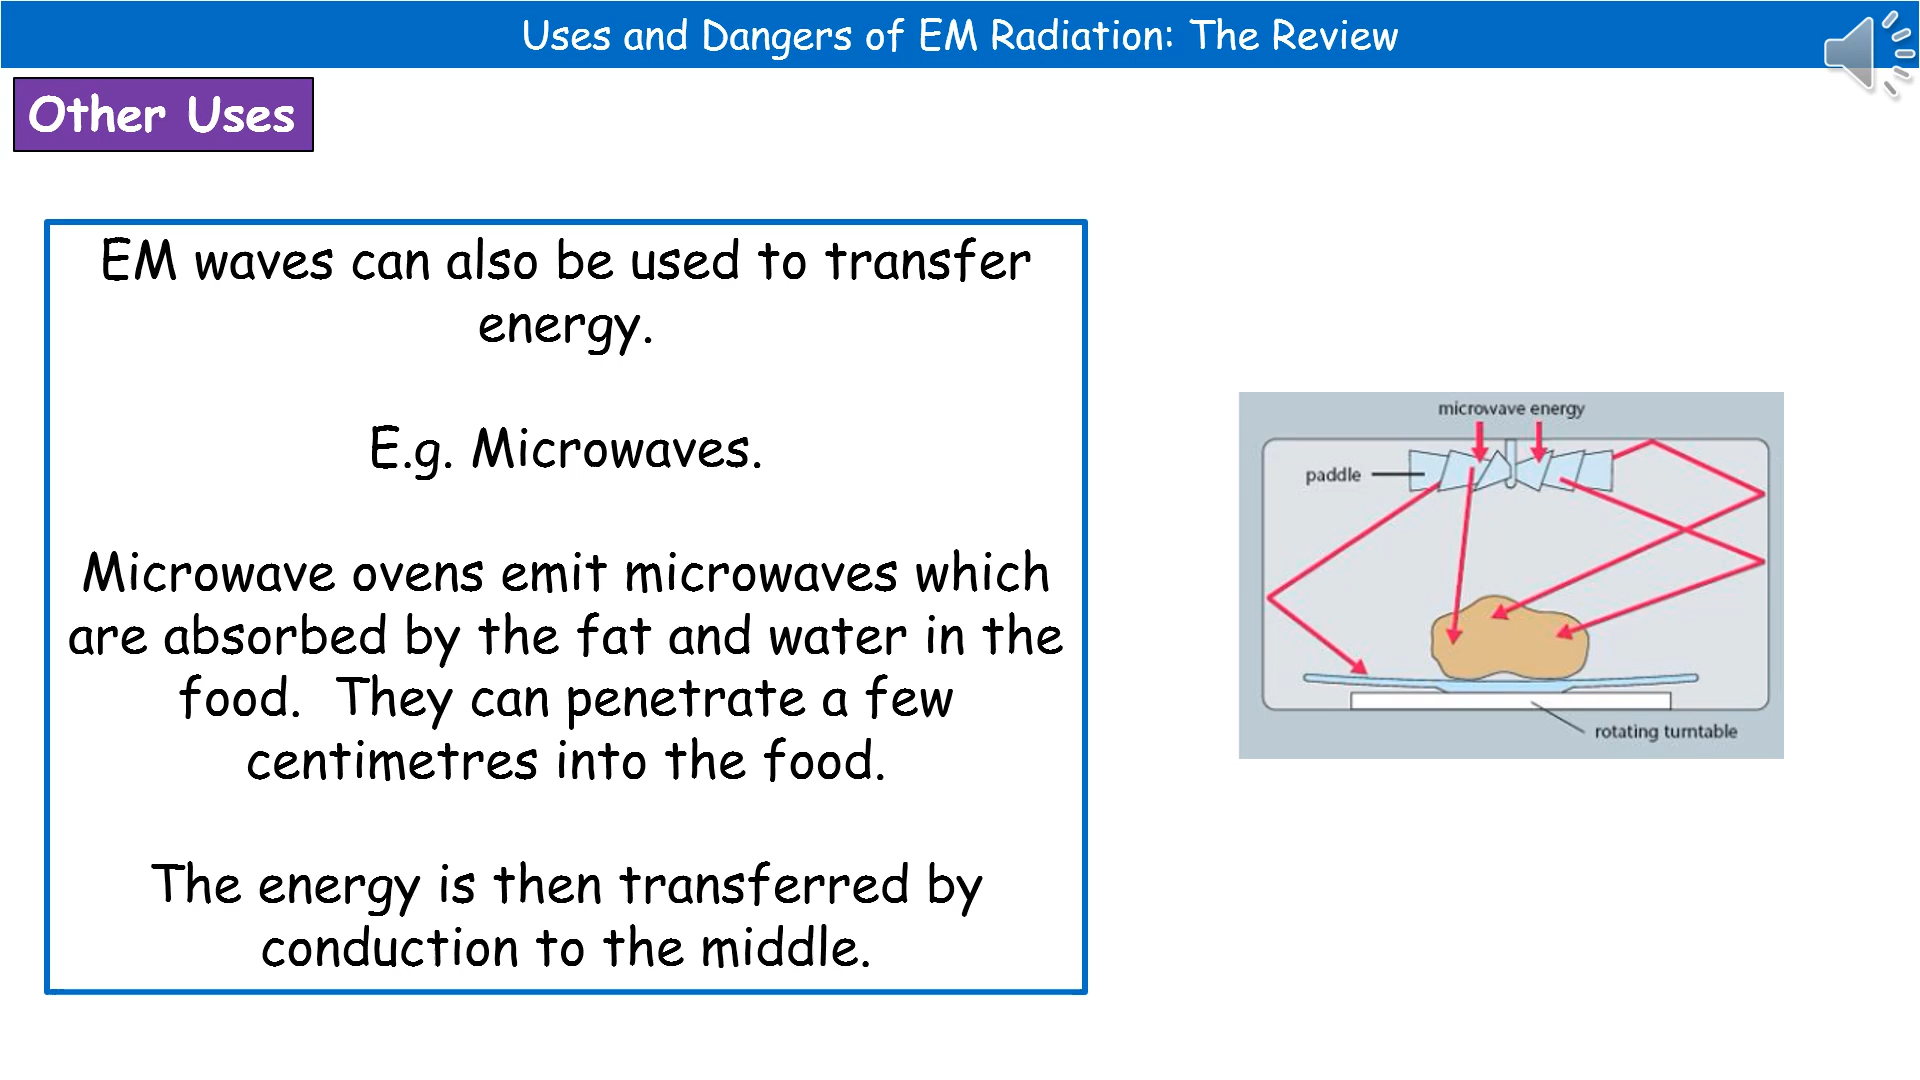 Uses and Dangers of EM Radiation: The Review
Other Uses
EM waves can also be used to transfer
energy.
E.g. Microwaves.
Microwave ovens emit microwaves which
are absorbed by the fat and water in the
food.  They can penetrate a few
centimetres into the food.
The energy is then transferred by
conduction to the middle.
microwave energy
paddle
rotating turntable